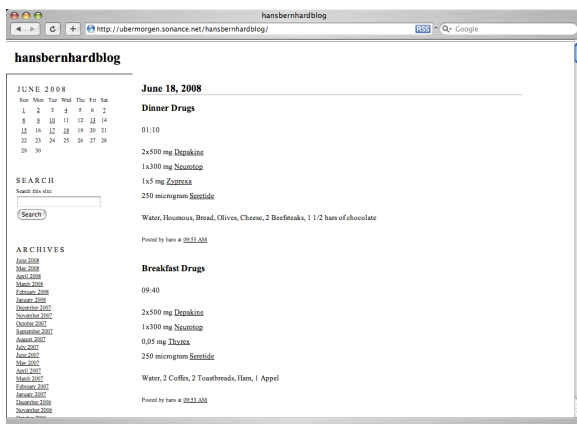 hansbernhardblog
http://ubermorgen.sonance.net/hansbernhardblog/
RSS
Google
hansbernhardblog
JUNE 2008
Sun Mon Tue Wed Thu Fri Sat
1 2 3 4 5 6 7
8 9 10 11 12 13 14
15 16 17 18 19 20 21
22 23 24 25 26 27 28
29 30
SEARCH
Search this site:
Search
ARCHIVES
June 2008
May 2008
April 2008
March 2008
February 2008
January 2008
December 2007
November 2007
October 2007
September 2007
August 2007
July 2007
June 2007
May 2007
April 2007
March 2007
February 2007
January 2007
December 2006
November 2006
October 2006
June 18, 2008
Dinner Drugs
01:10
2x500 mg Depakine
1x300 mg Neurotop
1x5 mg Zyprexa
250 microgram Seretide
Water, Houmous, Bread, Olives, Cheese, 2 Beefsteaks, 1 1/2 bars of chocolate
Posted by hans at 09:53 AM
Breakfast Drugs
09:40
2x500 mg Depakine
1x300 mg Neurotop
0,05 mg Thyrex
250 microgram Seretide
Water, 2 Coffes, 2 Toastbreads, Ham, 1 Appel
Posted by hans at 09:53 AM